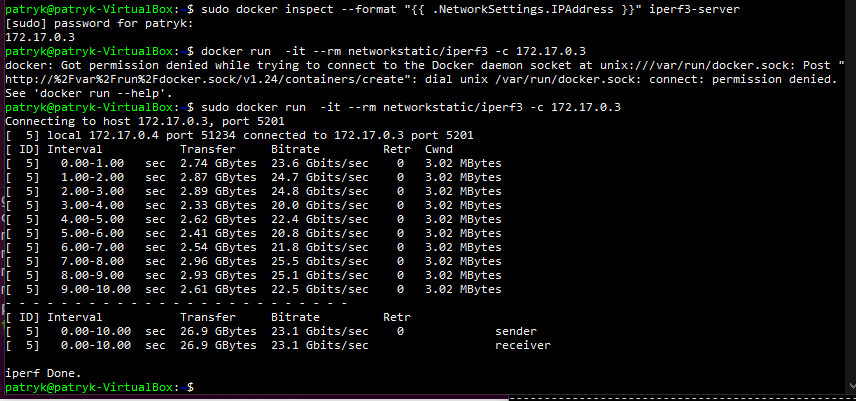 patryk@patryk-VirtualBox:~$ sudo docker inspect --format "{{ .NetworkSettings.IPAddress }}" iperf3-server
[sudo] password for patryk:
172.17.0.3
patryk@patryk-VirtualBox:~$ docker run  -it --rm networkstatic/iperf3 -c 172.17.0.3
docker: Got permission denied while trying to connect to the Docker daemon socket at unix:///var/run/docker.sock: Post "
http://%2Fvar%2Frun%2Fdocker.sock/v1.24/containers/create": dial unix /var/run/docker.sock: connect: permission denied.
See 'docker run --help'.
patryk@patryk-VirtualBox:~$ sudo docker run  -it --rm networkstatic/iperf3 -c 172.17.0.3
Connecting to host 172.17.0.3, port 5201
[  5] local 172.17.0.4 port 51234 connected to 172.17.0.3 port 5201
[ ID] Interval           Transfer     Bitrate         Retr  Cwnd
[  5]   0.00-1.00   sec  2.74 GBytes  23.6 Gbits/sec    0   3.02 MBytes
[  5]   1.00-2.00   sec  2.87 GBytes  24.7 Gbits/sec    0   3.02 MBytes
[  5]   2.00-3.00   sec  2.89 GBytes  24.8 Gbits/sec    0   3.02 MBytes
[  5]   3.00-4.00   sec  2.33 GBytes  20.0 Gbits/sec    0   3.02 MBytes
[  5]   4.00-5.00   sec  2.62 GBytes  22.4 Gbits/sec    0   3.02 MBytes
[  5]   5.00-6.00   sec  2.41 GBytes  20.8 Gbits/sec    0   3.02 MBytes
[  5]   6.00-7.00   sec  2.54 GBytes  21.8 Gbits/sec    0   3.02 MBytes
[  5]   7.00-8.00   sec  2.96 GBytes  25.5 Gbits/sec    0   3.02 MBytes
[  5]   8.00-9.00   sec  2.93 GBytes  25.1 Gbits/sec    0   3.02 MBytes
[  5]   9.00-10.00  sec  2.61 GBytes  22.5 Gbits/sec    0   3.02 MBytes
- - - - - - - - - - - - - - - - - - - - - - - - -
[ ID] Interval           Transfer     Bitrate         Retr
[  5]   0.00-10.00  sec  26.9 GBytes  23.1 Gbits/sec    0             sender
[  5]   0.00-10.00  sec  26.9 GBytes  23.1 Gbits/sec                  receiver
iperf Done.
patryk@patryk-VirtualBox:~$